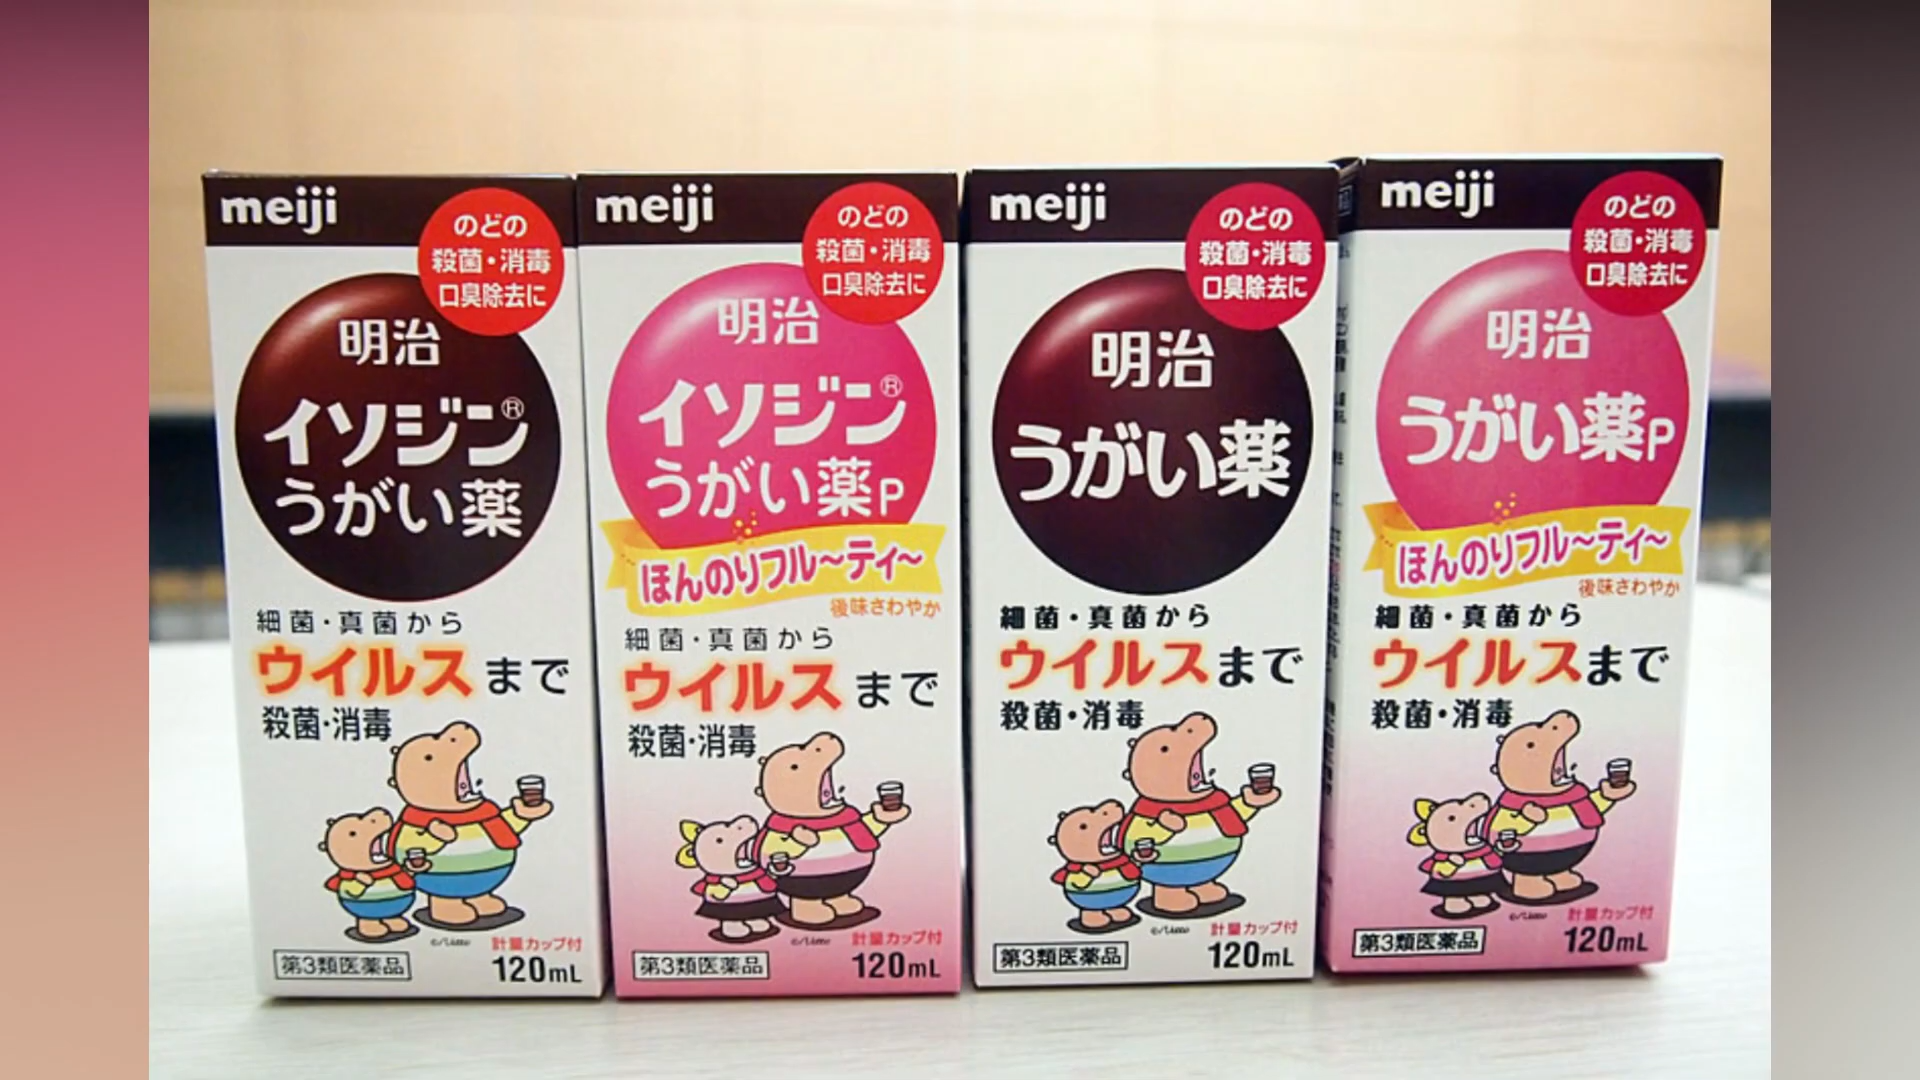 meiji
のどの
殺菌・消毒
口臭除去に
明治
イソジン®
うがい薬
細菌・真菌から
ウイルスまで
殺菌・消毒
計量カップ付
第3類医薬品
120mL
meiji
のどの
殺菌・消毒
口臭除去に
明治
イソジン®
うがい薬P
ほんのりフル〜ティ〜
後味さわやか
細菌・真菌から
ウイルスまで
殺菌・消毒
計量カップ付
第3類医薬品
120mL
meiji
のどの
殺菌・消毒
口臭除去に
明治
うがい薬
細菌・真菌から
ウイルスまで
殺菌・消毒
計量カップ付
第3類医薬品
120mL
meiji
のどの
殺菌・消毒
口臭除去に
明治
うがい薬P
ほんのりフル〜ティ〜
後味さわやか
細菌・真菌から
ウイルスまで
殺菌・消毒
計量カップ付
第3類医薬品
120mL